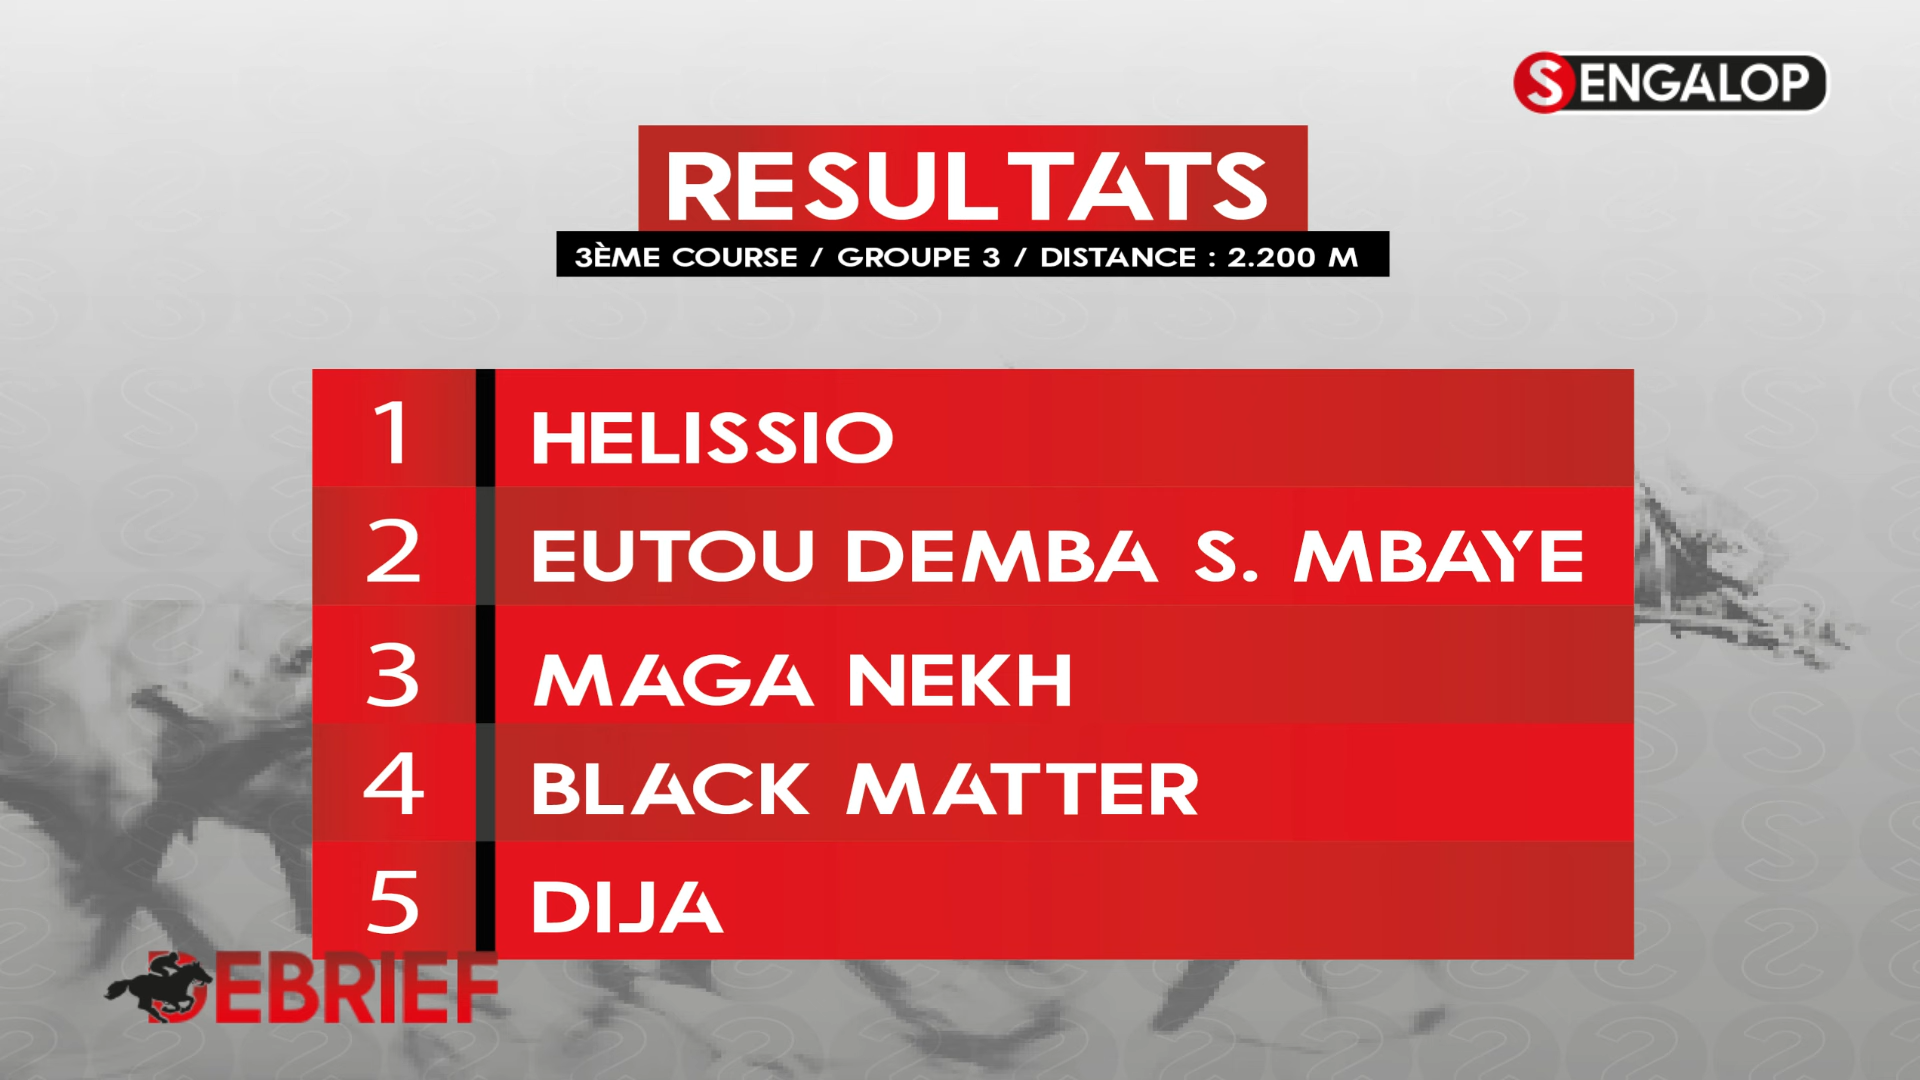 SENGALOP
RESULTATS
3ÈME COURSE / GROUPE 3 / DISTANCE : 2.200 M
1 HELISSIO
2 EUTOU DEMBA S. MBAYE
3 MAGA NEKH
4 BLACK MATTER
5 DIJA
DEBRIEF